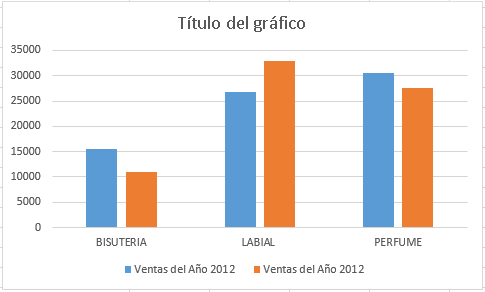 Título del gráfico
35000
30000
25000
20000
15000
10000
5000
0
BISUTERIA LABIAL PERFUME
Ventas del Año 2012 Ventas del Año 2012